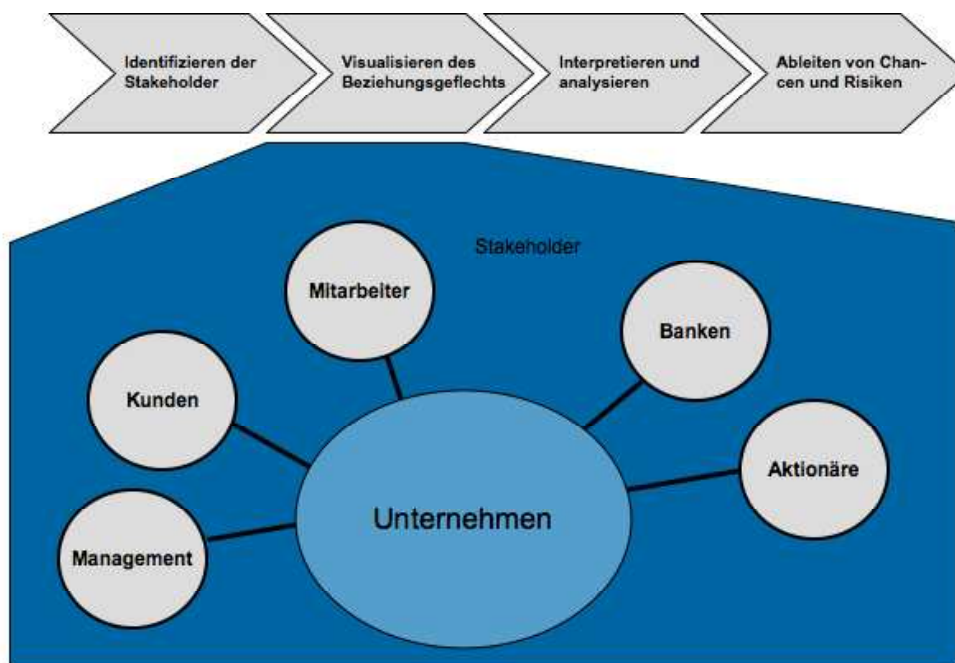 Identifizieren der
Stakeholder
Visualisieren des
Beziehungsgeflechts
Interpretieren und
analysieren
Ableiten von Chan-
cen und Risiken
Stakeholder
Mitarbeiter
Banken
Kunden
Aktionäre
Unternehmen
Management